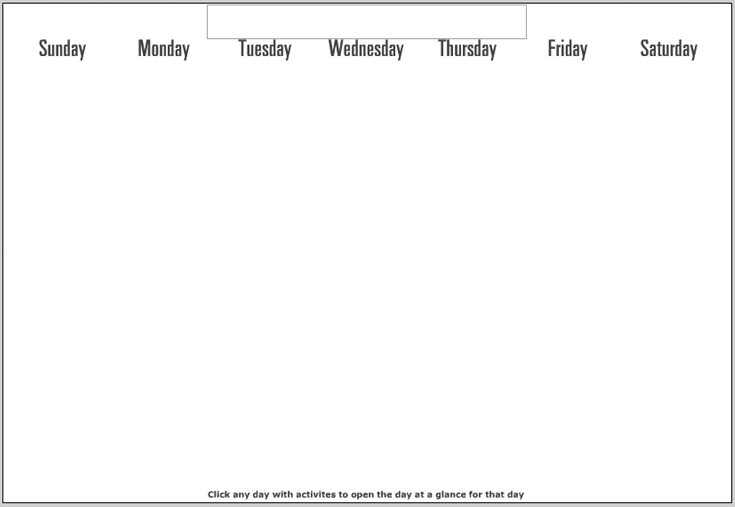 Sunday Monday Tuesday Wednesday Thursday Friday Saturday
Click any day with activites to open the day at a glance for that day